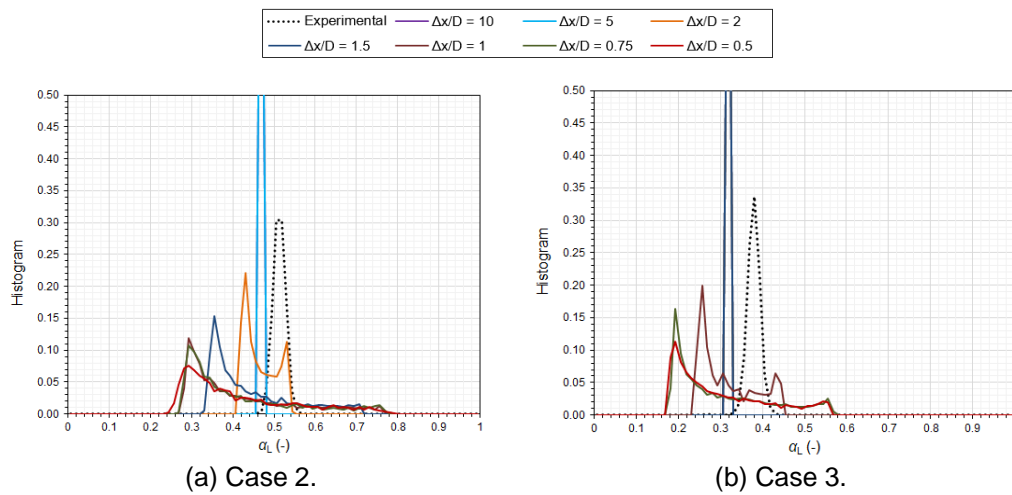 Experimental Δx/D = 10 Δx/D = 5 Δx/D = 2
Δx/D = 1.5 Δx/D = 1 Δx/D = 0.75 Δx/D = 0.5
0.50
0.45
0.40
0.35
0.30
0.25
0.20
0.15
0.10
0.05
0.00
Histogram
0 0.1 0.2 0.3 0.4 0.5 0.6 0.7 0.8 0.9 1
αL (-)
(a) Case 2.
0.50
0.45
0.40
0.35
0.30
0.25
0.20
0.15
0.10
0.05
0.00
Histogram
0 0.1 0.2 0.3 0.4 0.5 0.6 0.7 0.8 0.9
αL (-)
(b) Case 3.